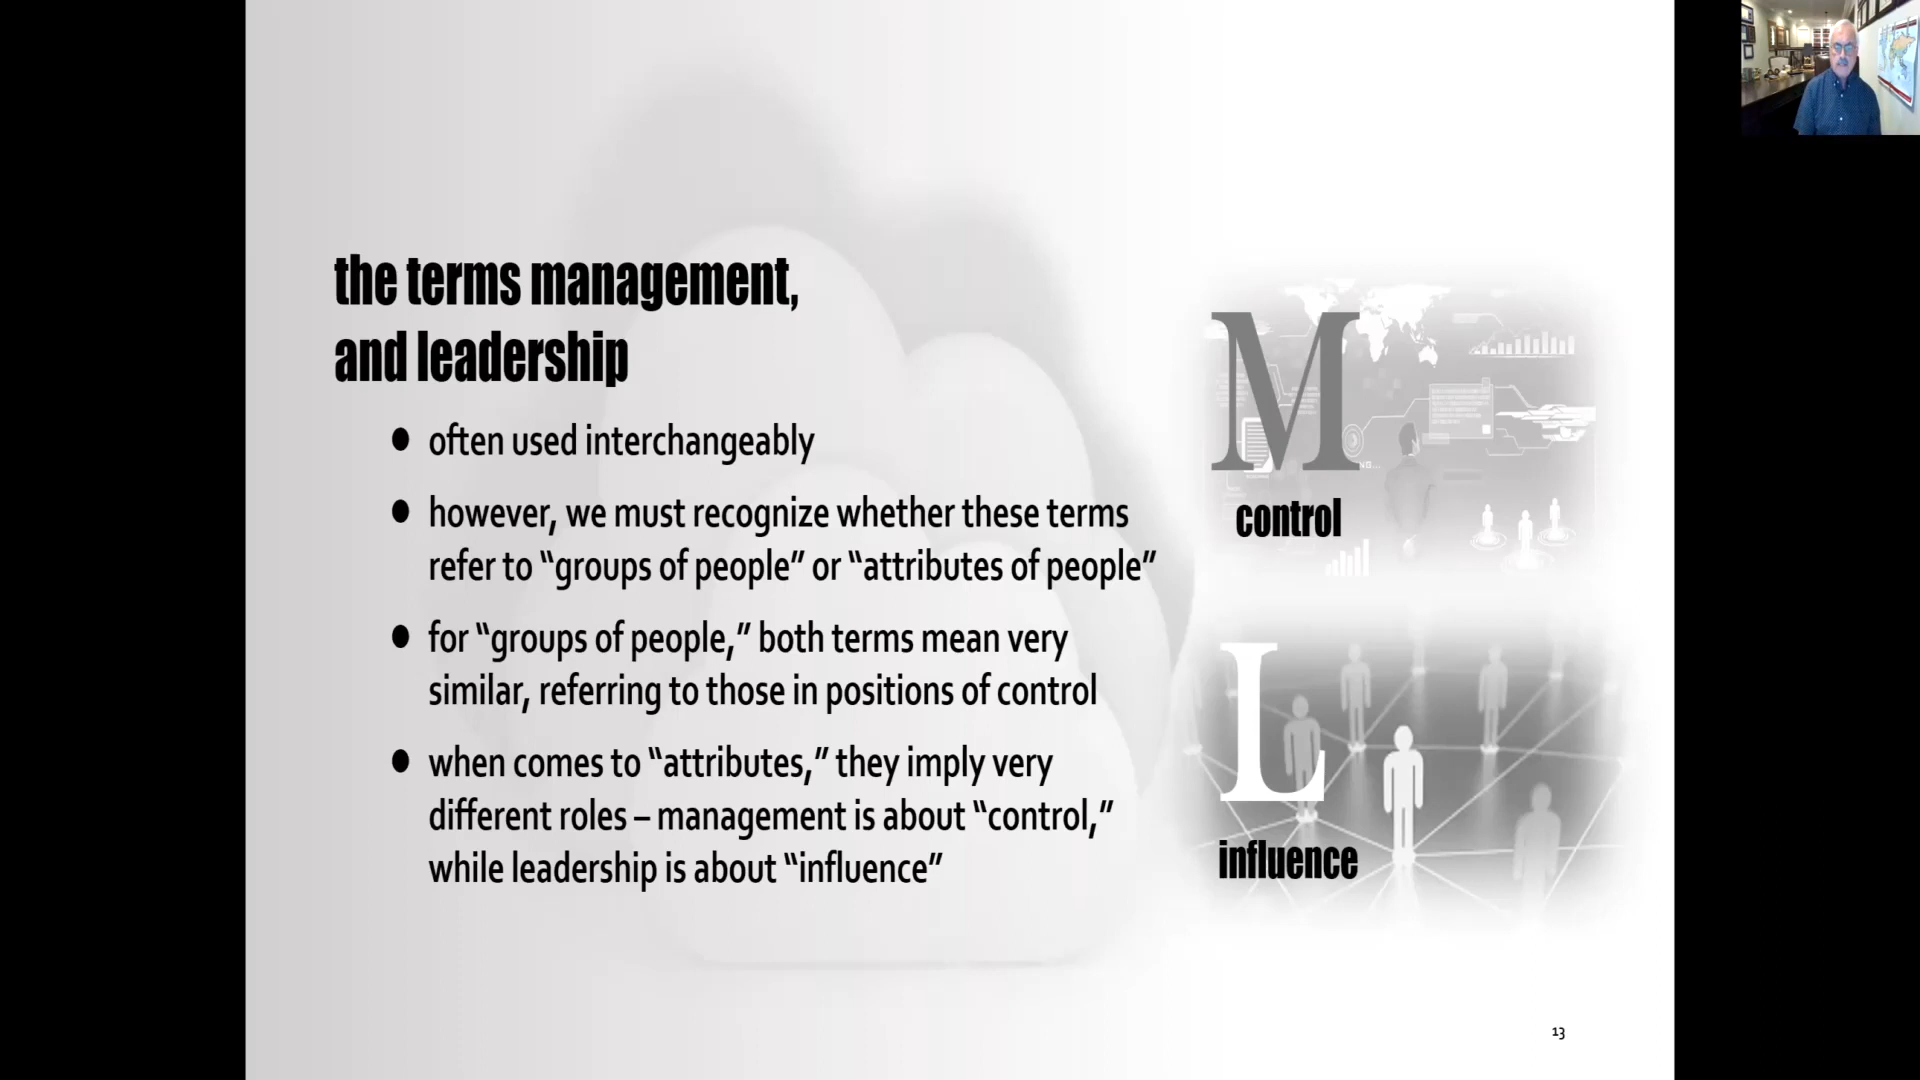 the terms management,
and leadership
● often used interchangeably
● however, we must recognize whether these terms
refer to “groups of people” or “attributes of people”
● for “groups of people,” both terms mean very
similar, referring to those in positions of control
● when comes to “attributes,” they imply very
different roles – management is about “control,”
while leadership is about “influence”
M
control
L
influence
13